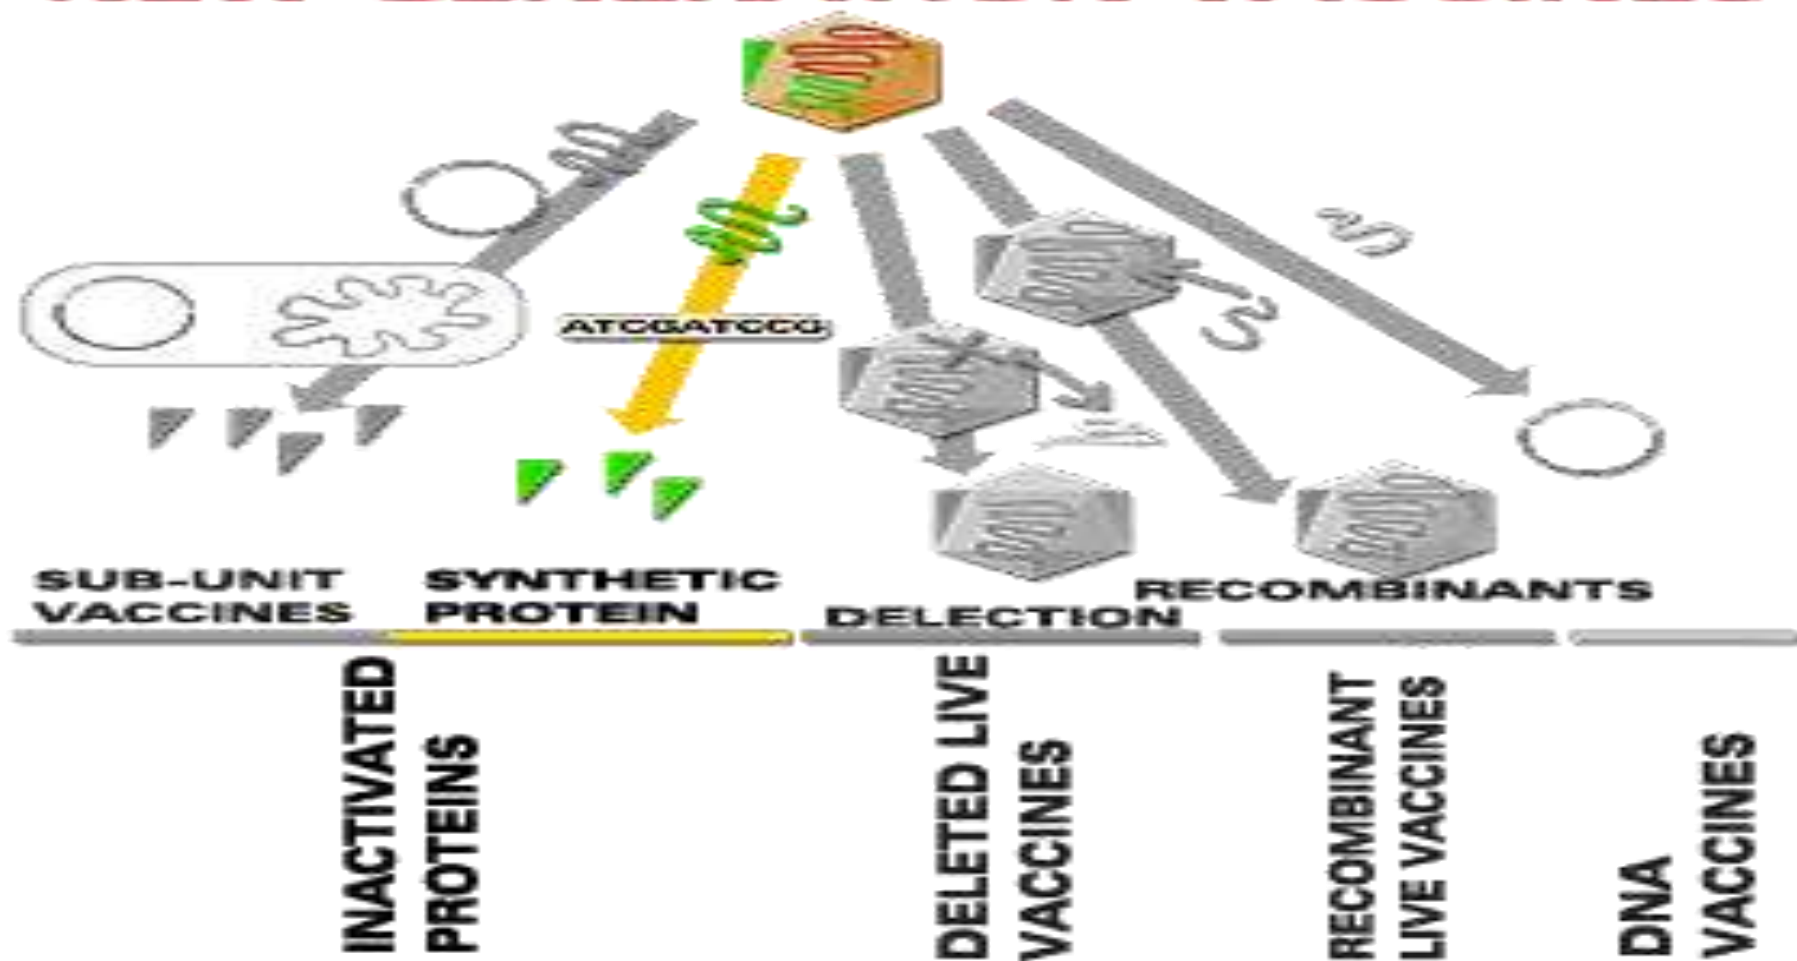 ATCGATCCG
SUB-UNIT
VACCINES
SYNTHETIC
PROTEIN
DELECTION
RECOMBINANTS
INACTIVATED
PROTEINS
DELETED LIVE
VACCINES
RECOMBINANT
LIVE VACCINES
DNA
VACCINES